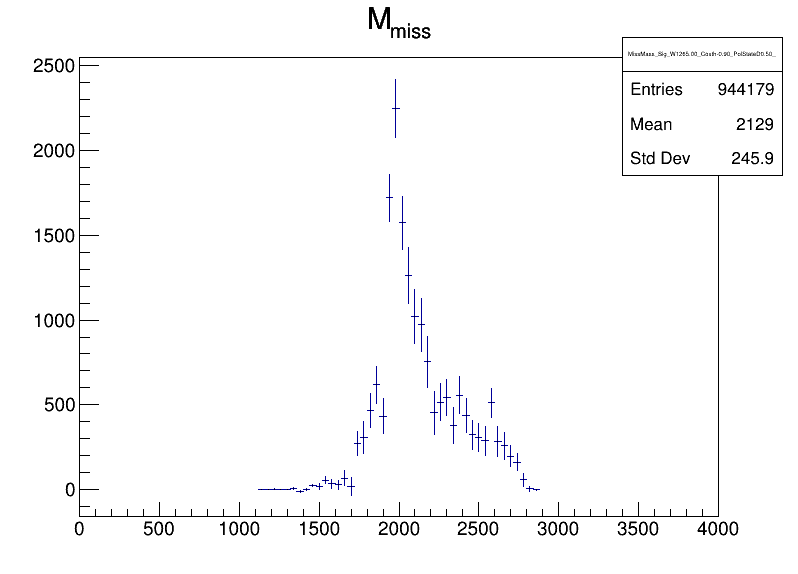 M_miss
MissMass_Sig_W1265.00_Costh-0.90_PolStateD0.50_
Entries 944179
Mean 2129
Std Dev 245.9
2500
2000
1500
1000
500
0
0 500 1000 1500 2000 2500 3000 3500 4000